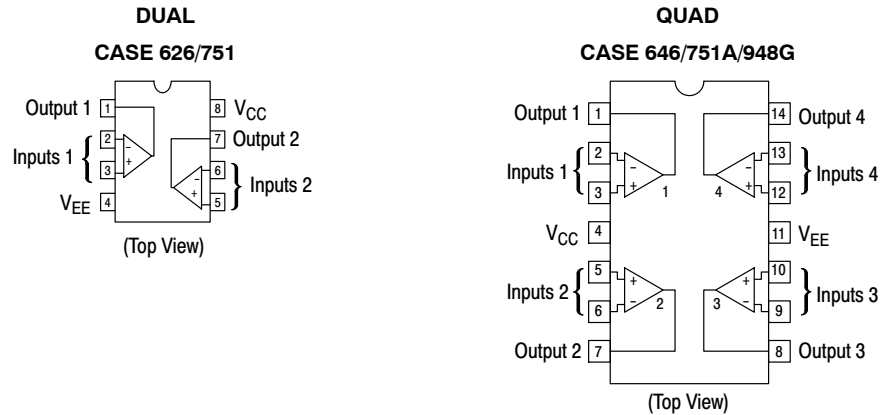 DUAL
CASE 626/751
Output 1
1
8
VCC
2
7
Output 2
Inputs 1
{
-
+
3
6
-
+
5
}
Inputs 2
VEE
4
(Top View)
QUAD
CASE 646/751A/948G
Output 1
1
14
Output 4
Inputs 1
{
2
3
-
+
1
4
-
+
13
12
}
Inputs 4
VCC
4
11
VEE
Inputs 2
{
5
6
+
-
2
3
+
-
10
9
}
Inputs 3
Output 2
7
8
Output 3
(Top View)